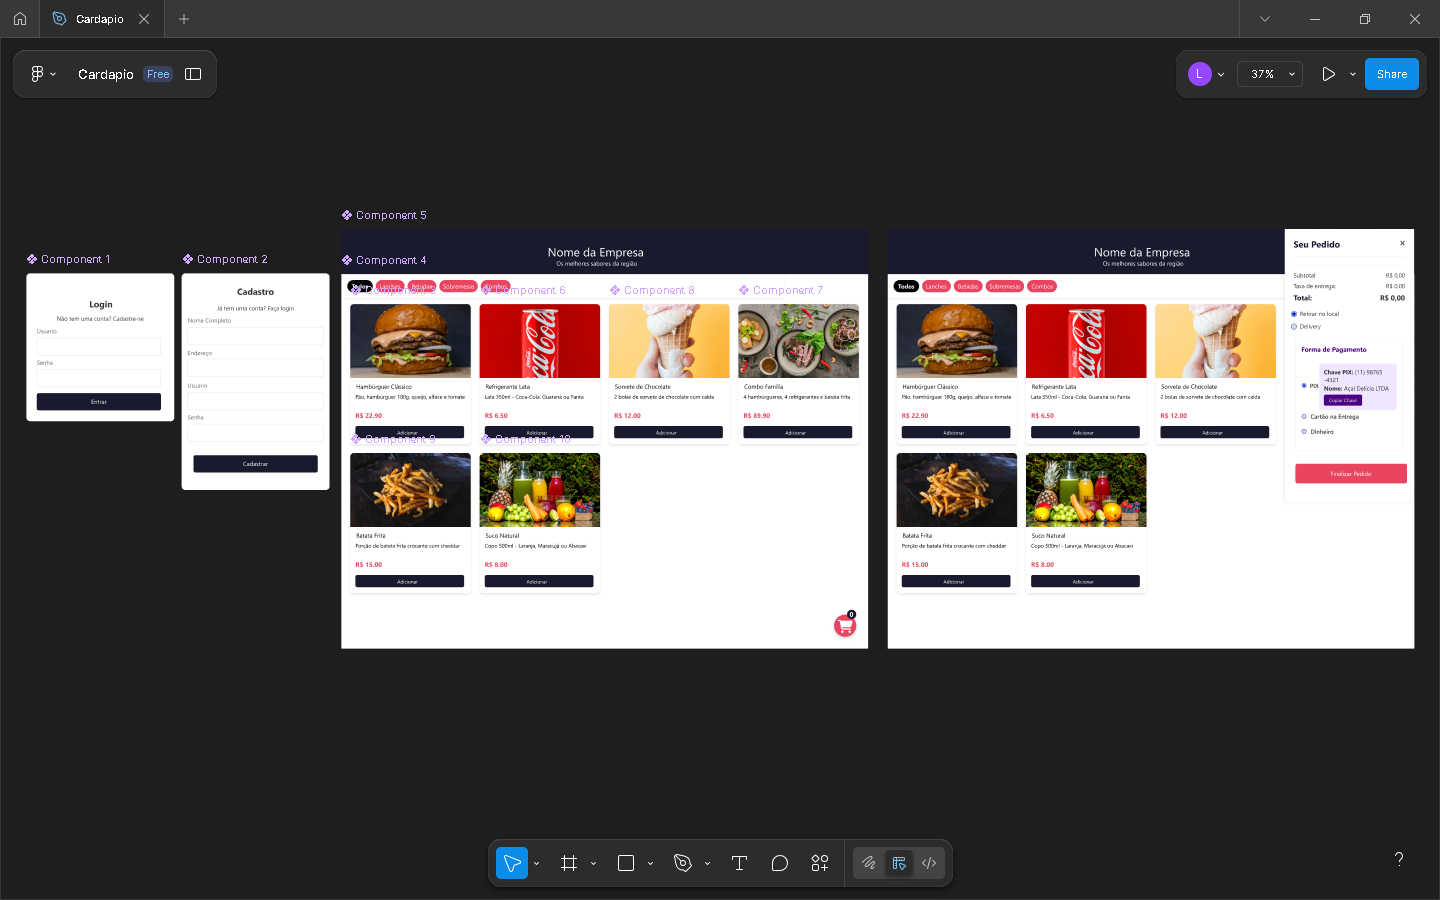 Cardapio
Cardapio
Free
L
37%
Share
Component 1
Login
Não tem uma conta? Cadastre-se
Usuario
Senha
Entrar
Component 2
Cadastro
Já tem uma conta? Faça login
Nome Completo
Endereço
Usuario
Senha
Cadastrar
Component 5
Component 4
Nome da Empresa
Os melhores sabores da região
Todos Lanches Bebidas Sobremesas Combos
Component 6 Component 8 Component 7
Coca-Cola
Hambúrguer Clássico
Pão, hambúrguer 180g, queijo, alface e tomate
R$ 22.90
Adicionar
Refrigerante Lata
Lata 350ml - Coca-Cola, Guaraná ou Fanta
R$ 6.50
Adicionar
Sorvete de Chocolate
2 bolas de sorvete de chocolate com calda
R$ 12.00
Adicionar
Combo Família
4 hambúrgueres, 4 refrigerantes e batata frita
R$ 89.90
Adicionar
Component 9 Component 10
Batata Frita
Porção de batata frita crocante com cheddar
R$ 15.00
Adicionar
Suco Natural
Copo 500ml - Laranja, Maracujá ou Abacaxi
R$ 8.00
Adicionar
0
Nome da Empresa
Os melhores sabores da região
Todos Lanches Bebidas Sobremesas Combos
Coca-Cola
Hambúrguer Clássico
Pão, hambúrguer 180g, queijo, alface e tomate
R$ 22.90
Adicionar
Refrigerante Lata
Lata 350ml - Coca-Cola, Guaraná ou Fanta
R$ 6.50
Adicionar
Sorvete de Chocolate
2 bolas de sorvete de chocolate com calda
R$ 12.00
Adicionar
Batata Frita
Porção de batata frita crocante com cheddar
R$ 15.00
Adicionar
Suco Natural
Copo 500ml - Laranja, Maracujá ou Abacaxi
R$ 8.00
Adicionar
Seu Pedido x
Subtotal: R$ 0,00
Taxa de entrega: R$ 0,00
Total: R$ 0,00
Retirar no local
Delivery
Forma de Pagamento
PIX
Chave PIX: (11) 98765
-4321
Nome: Açaí Delícia LTDA
Copiar Chave
Cartão na Entrega
Dinheiro
Finalizar Pedido
?